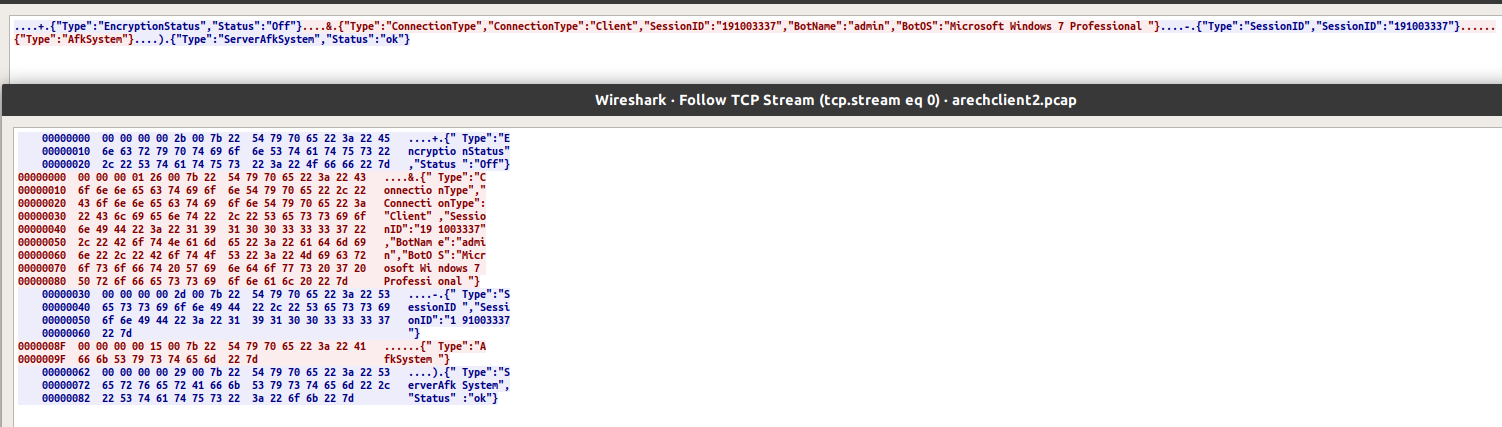 ....+.{"Type":"EncryptionStatus","Status":"Off"}....&.{"Type":"ConnectionType","ConnectionType":"Client","SessionID":"191003337","BotName":"admin","BotOS":"Microsoft Windows 7 Professional "}....-.{"Type":"SessionID","SessionID":"191003337"}......
{"Type":"AfkSystem"}....).{"Type":"ServerAfkSystem","Status":"ok"}
Wireshark · Follow TCP Stream (tcp.stream eq 0) · arechclient2.pcap
00000000 00 00 00 00 2b 00 7b 22 54 79 70 65 22 3a 22 45 ....+.{" Type":"E
00000010 6e 63 72 79 70 74 69 6f 6e 53 74 61 74 75 73 22 ncryptio nStatus"
00000020 2c 22 53 74 61 74 75 73 22 3a 22 4f 66 66 22 7d ,"Status ":"Off"}
00000000 00 00 00 01 26 00 7b 22 54 79 70 65 22 3a 22 43 ....&.{" Type":"C
00000010 6f 6e 6e 65 63 74 69 6f 6e 54 79 70 65 22 2c 22 onnectio nType","
00000020 43 6f 6e 6e 65 63 74 69 6f 6e 54 79 70 65 22 3a Connecti onType":
00000030 22 43 6c 69 65 6e 74 22 2c 22 53 65 73 73 69 6f "Client" ,"Sessio
00000040 6e 49 44 22 3a 22 31 39 31 30 30 33 33 33 37 22 nID":"19 1003337"
00000050 2c 22 42 6f 74 4e 61 6d 65 22 3a 22 61 64 6d 69 ,"BotNam e":"admi
00000060 6e 22 2c 22 42 6f 74 4f 53 22 3a 22 4d 69 63 72 n","BotO S":"Micr
00000070 6f 73 6f 66 74 20 57 69 6e 64 6f 77 73 20 37 20 osoft Wi ndows 7
00000080 50 72 6f 66 65 73 73 69 6f 6e 61 6c 20 22 7d Professi onal "}
00000030 00 00 00 00 2d 00 7b 22 54 79 70 65 22 3a 22 53 ....-.{" Type":"S
00000040 65 73 73 69 6f 6e 49 44 22 2c 22 53 65 73 73 69 essionID ","Sessi
00000050 6f 6e 49 44 22 3a 22 31 39 31 30 30 33 33 33 37 onID":"1 91003337
00000060 22 7d "}
0000008F 00 00 00 00 15 00 7b 22 54 79 70 65 22 3a 22 41 ......{" Type":"A
0000009F 66 6b 53 79 73 74 65 6d 22 7d fkSystem "}
00000062 00 00 00 00 29 00 7b 22 54 79 70 65 22 3a 22 53 ....).{" Type":"S
00000072 65 72 76 65 72 41 66 6b 53 79 73 74 65 6d 22 2c erverAfk System",
00000082 22 53 74 61 74 75 73 22 3a 22 6f 6b 22 7d "Status" :"ok"}